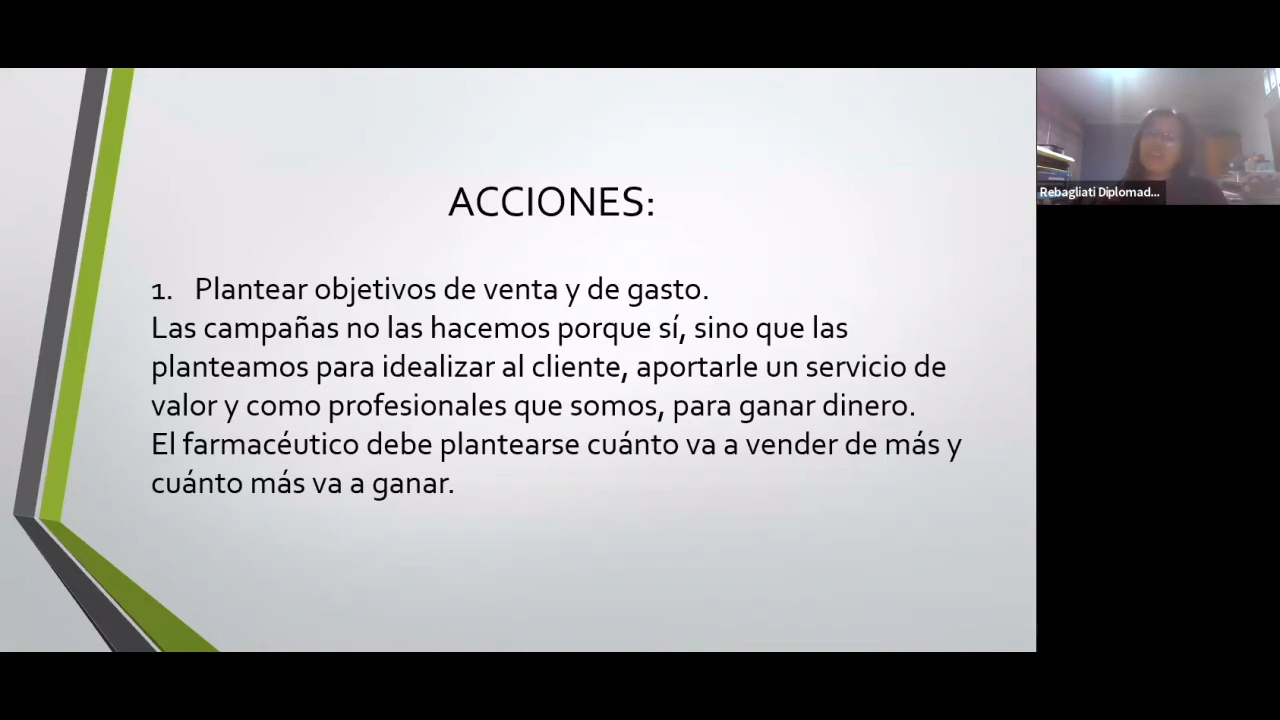 ACCIONES:
1. Plantear objetivos de venta y de gasto.
Las campañas no las hacemos porque sí, sino que las
planteamos para idealizar al cliente, aportarle un servicio de
valor y como profesionales que somos, para ganar dinero.
El farmacéutico debe plantearse cuánto va a vender de más y
cuánto más va a ganar.
Rebagliati Diplomad...